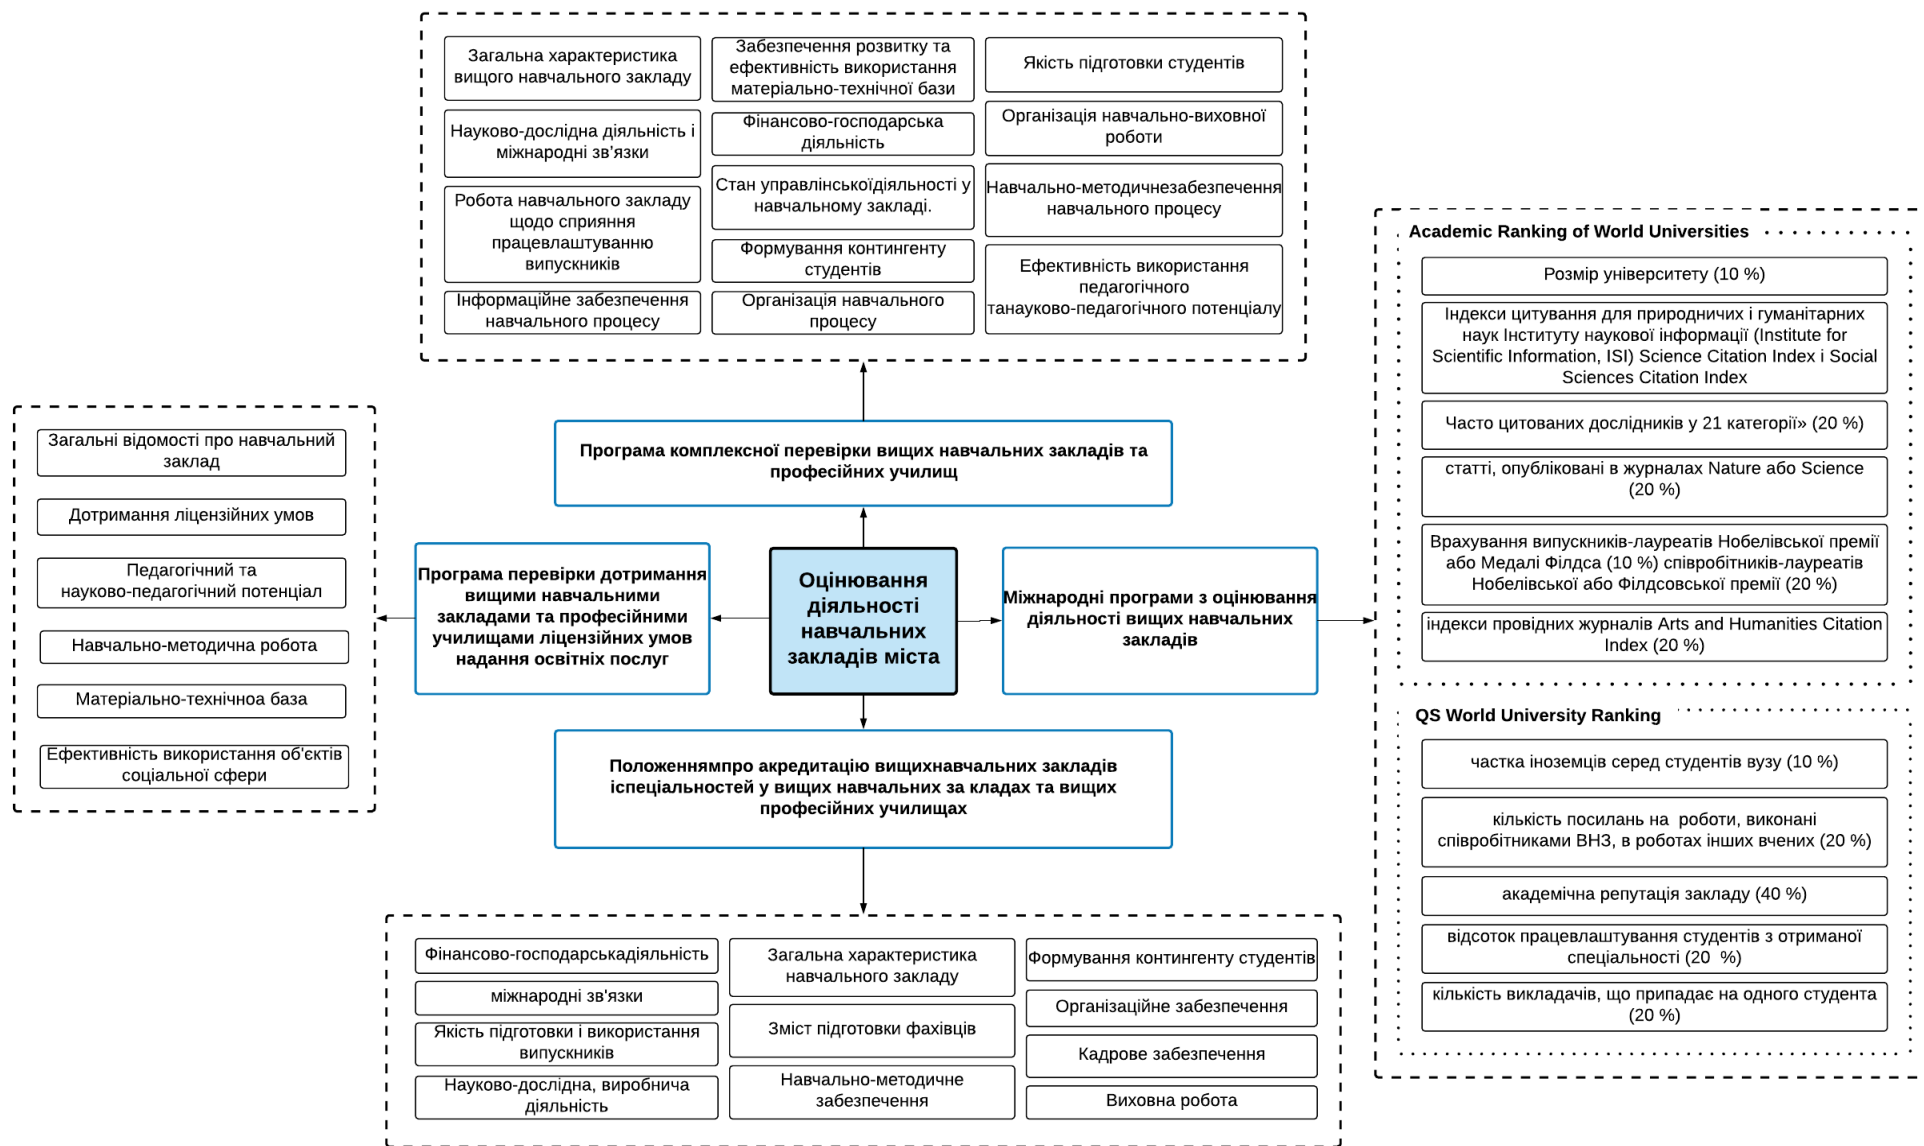 Загальна характеристика
вищого навчального закладу
Науково-дослідна діяльність і
міжнародні зв'язки
Робота навчального закладу
щодо сприяння
працевлаштуванню
випускників
Інформаційне забезпечення
навчального процесу
Забезпечення розвитку та
ефективність використання
матеріально-технічної бази
Фінансово-господарська
діяльність
Стан управлінськоїдіяльності у
навчальному закладі.
Формування контингенту
студентів
Організація навчального
процесу
Якість підготовки студентів
Організація навчально-виховної
роботи
Навчально-методичнезабезпечення
навчального процесу
Ефективність використання
педагогічного
танауково-педагогічного потенціалу
Програма комплексної перевірки вищих навчальних закладів та
професійних училищ
Загальні відомості про навчальний
заклад
Дотримання ліцензійних умов
Педагогічний та
науково-педагогічний потенціал
Навчально-методична робота
Матеріально-технічноа база
Ефективність використання об'єктів
соціальної сфери
Програма перевірки дотримання
вищими навчальними
закладами та професійними
училищами ліцензійних умов
надання освітніх послуг
Оцінювання
діяльності
навчальних
закладів міста
Міжнародні програми з оцінювання
діяльності вищих навчальних
закладів
Academic Ranking of World Universities
Розмір університету (10 %)
Індекси цитування для природничих і гуманітарних
наук Інституту наукової інформації (Institute for
Scientific Information, ISI) Science Citation Index і Social
Sciences Citation Index
Часто цитованих дослідників у 21 категорії» (20 %)
статті, опубліковані в журналах Nature або Science
(20 %)
Врахування випускників-лауреатів Нобелівської премії
або Медалі Філдса (10 %) співробітників-лауреатів
Нобелівської або Філдсовської премії (20 %)
індекси провідних журналів Arts and Humanities Citation
Index (20 %)
QS World University Ranking
частка іноземців серед студентів вузу (10 %)
кількість посилань на  роботи, виконані
співробітниками ВНЗ, в роботах інших вчених (20 %)
академічна репутація закладу (40 %)
відсоток працевлаштування студентів з отриманої
спеціальності (20  %)
кількість викладачів, що припадає на одного студента
(20 %)
Положеннямпро акредитацію вищихнавчальних закладів
іспеціальностей у вищих навчальних за кладах та вищих
професійних училищах
Фінансово-господарськадіяльність
міжнародні зв'язки
Якість підготовки і використання
випускників
Науково-дослідна, виробнича
діяльність
Загальна характеристика
навчального закладу
Зміст підготовки фахівців
Навчально-методичне
забезпечення
Формування контингенту студентів
Організаційне забезпечення
Кадрове забезпечення
Виховна робота